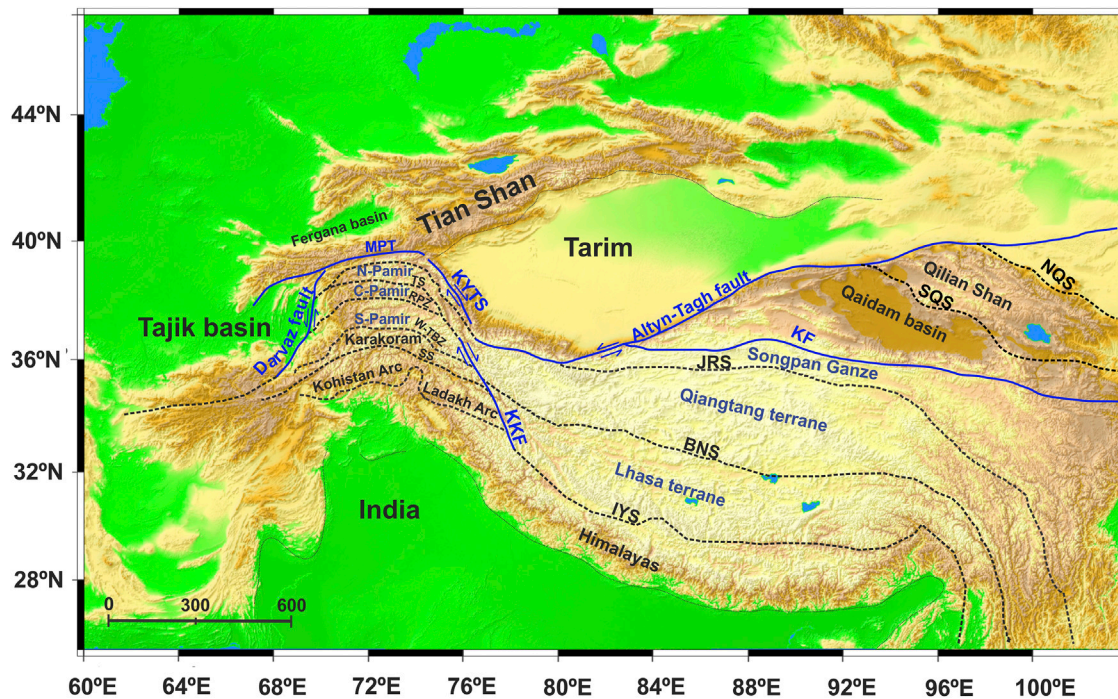 44ºN
40ºN
36ºN
32ºN
28ºN
Tian Shan
Fergana basin
MPT
Tarim
N-Pamir
TS
C-Pamir
RPZ
S-Pamir
W-TBZ
Karakoram
SS
KYTS
Tajik basin
Darvaz fault
Kohistan Arc
Ladakh Arc
KKF
Altyn-Tagh fault
NQS
Qilian Shan
SQS
Qaidam basin
KF
JRS
Songpan Ganze
Qiangtang terrane
BNS
Lhasa terrane
India
IYS
Himalayas
0 300 600
60ºE 64ºE 68ºE 72ºE 76ºE 80ºE 84ºE 88ºE 92ºE 96ºE 100ºE